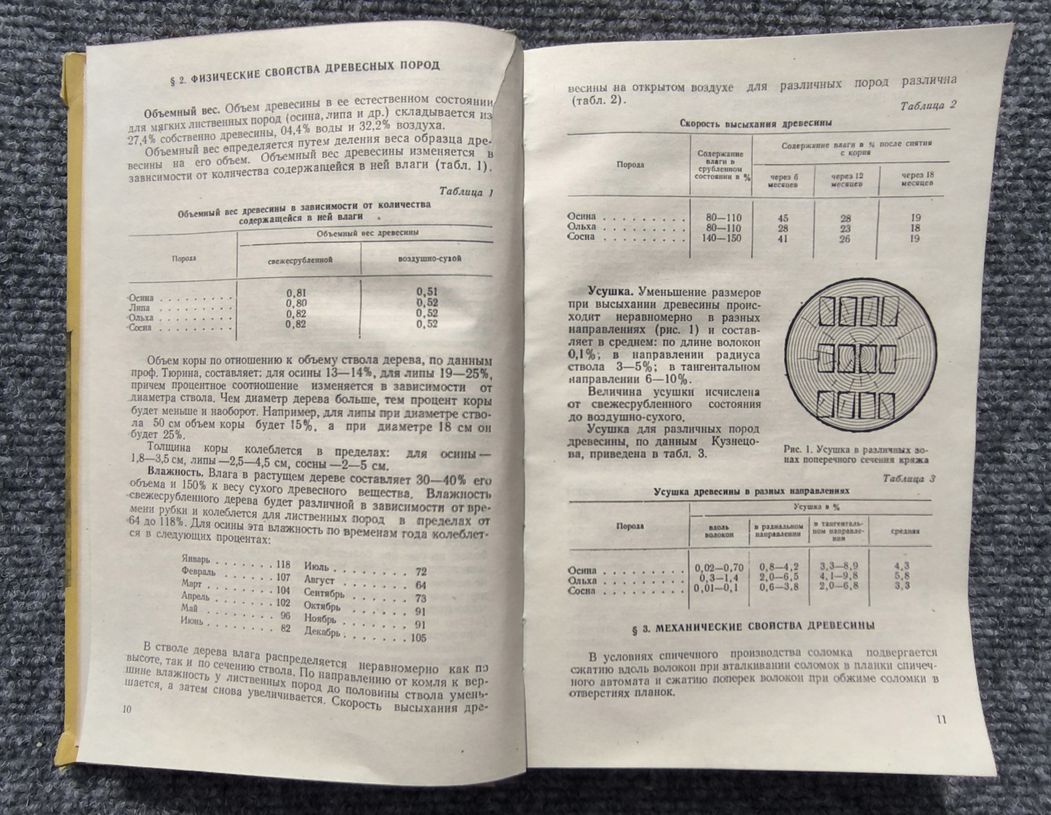 § 2. ФИЗИЧЕСКИЕ СВОЙСТВА ДРЕВЕСНЫХ ПОРОД
Объемный вес. Объем древесины в ее естественном состоянии
для мягких лиственных пород (осина, липа и др.) складывается из
27,4% собственно древесины, 04,4% воды и 32,2% воздуха.
Объемный вес определяется путем деления веса образца дре-
весины на его объем. Объемный вес древесины изменяется в
зависимости от количества содержащейся в ней влаги (табл. 1).
Таблица 1
Объемный вес древесины в зависимости от количества
содержащейся в ней влаги
Порода
Объемный вес древесины
свежесрубленной воздушно-сухой
Осина . . . . . . . . 0,81 0,51
Липа . . . . . . . . 0,80 0,52
Ольха . . . . . . . . 0,82 0,52
Сосна . . . . . . . . 0,82 0,52
Объем коры по отношению к объему ствола дерева, по данным
проф. Тюрина, составляет: для осины 13—14%, для липы 19—25%,
причем процентное соотношение изменяется в зависимости от
диаметра ствола. Чем диаметр дерева больше, тем процент коры
будет меньше и наоборот. Например, для липы при диаметре ство-
ла 50 см объем коры будет 15%, а при диаметре 18 см он
будет 25%.
Толщина коры колеблется в пределах: для осины —
1,8—3,5 см, липы —2,5—4,5 см, сосны —2—5 см.
Влажность. Влага в растущем дереве составляет 30—40% его
объема и 150% к весу сухого древесного вещества. Влажность
свежесрубленного дерева будет различной в зависимости от вре-
мени рубки и колеблется для лиственных пород в пределах от
64 до 118%. Для осины эта влажность по временам года колеблет-
ся в следующих процентах:
Январь . . . . . . . 118 Июль . . . . . . . . 72
Февраль . . . . . . 107 Август . . . . . . . 64
Март . . . . . . . . 104 Сентябрь . . . . . . 73
Апрель . . . . . . . 102 Октябрь . . . . . . 91
Май . . . . . . . . 96 Ноябрь . . . . . . . 91
Июнь . . . . . . . . 82 Декабрь . . . . . . 105
В стволе дерева влага распределяется неравномерно как по
высоте, так и по сечению ствола. По направлению от комля к вер-
шине влажность у лиственных пород до половины ствола умень-
шается, а затем снова увеличивается. Скорость высыхания дре-
10
весины на открытом воздухе для различных пород различна
(табл. 2).
Таблица 2
Скорость высыхания древесины
Порода
Содержание
влаги в
срубленном
состоянии в %
Содержание влаги в % после снятия
с корня
через 6
месяцев
через 12
месяцев
через 18
месяцев
Осина . . . . . . . . . 80—110 45 28 19
Ольха . . . . . . . . . 80—110 28 23 18
Сосна . . . . . . . . . 140—150 41 26 19
Усушка. Уменьшение размеров
при высыхании древесины проис-
ходит неравномерно в разных
направлениях (рис. 1) и состав-
ляет в среднем: по длине волокон
0,1%; в направлении радиуса
ствола 3—5%; в тангентальном
направлении 6—10%.
Величина усушки исчислена
от свежесрубленного состояния
до воздушно-сухого.
Усушка для различных пород
древесины, по данным Кузнецо-
ва, приведена в табл. 3.
Рис. 1. Усушка в различных зо-
нах поперечного сечения кряжа
Таблица 3
Усушка древесины в разных направлениях
Порода
Усушка в %
вдоль
волокон
в радиальном
направлении
в тангенталь-
ном направле-
нии
средняя
Осина . . . . . . . . . 0,02—0,70 0,8—4,2 3,3—8,9 4,3
Ольха . . . . . . . . . 0,3—1,4 2,0—6,5 4,1—9,8 5,8
Сосна . . . . . . . . . 0,01—0,1 0,6—3,8 2,0—6,8 3,3
§ 3. МЕХАНИЧЕСКИЕ СВОЙСТВА ДРЕВЕСИНЫ
В условиях спичечного производства соломка подвергается
сжатию вдоль волокон при вталкивании соломок в планки спичеч-
ного автомата и сжатию поперек волокон при обжиме соломки в
отверстиях планок.
11